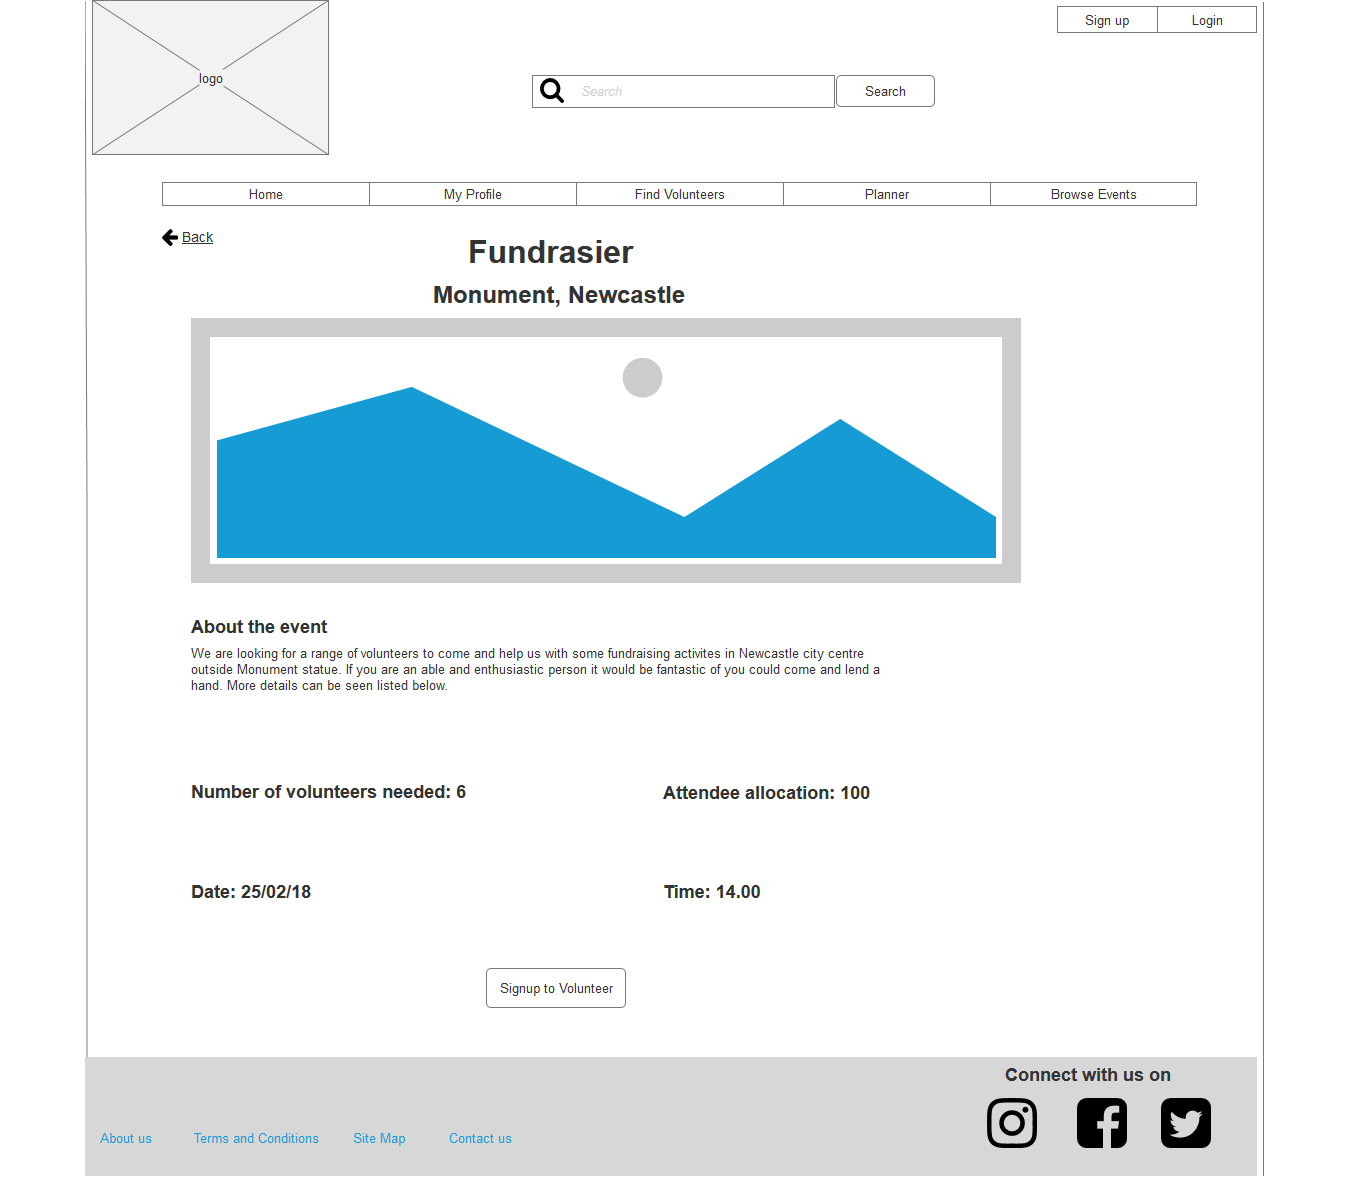 logo
Sign up
Login
Search
Search
Home
My Profile
Find Volunteers
Planner
Browse Events
Back
Fundrasier
Monument, Newcastle
About the event
We are looking for a range of volunteers to come and help us with some fundraising activites in Newcastle city centre
outside Monument statue. If you are an able and enthusiastic person it would be fantastic of you could come and lend a
hand. More details can be seen listed below.
Number of volunteers needed: 6
Attendee allocation: 100
Date: 25/02/18
Time: 14.00
Signup to Volunteer
Connect with us on
About us
Terms and Conditions
Site Map
Contact us